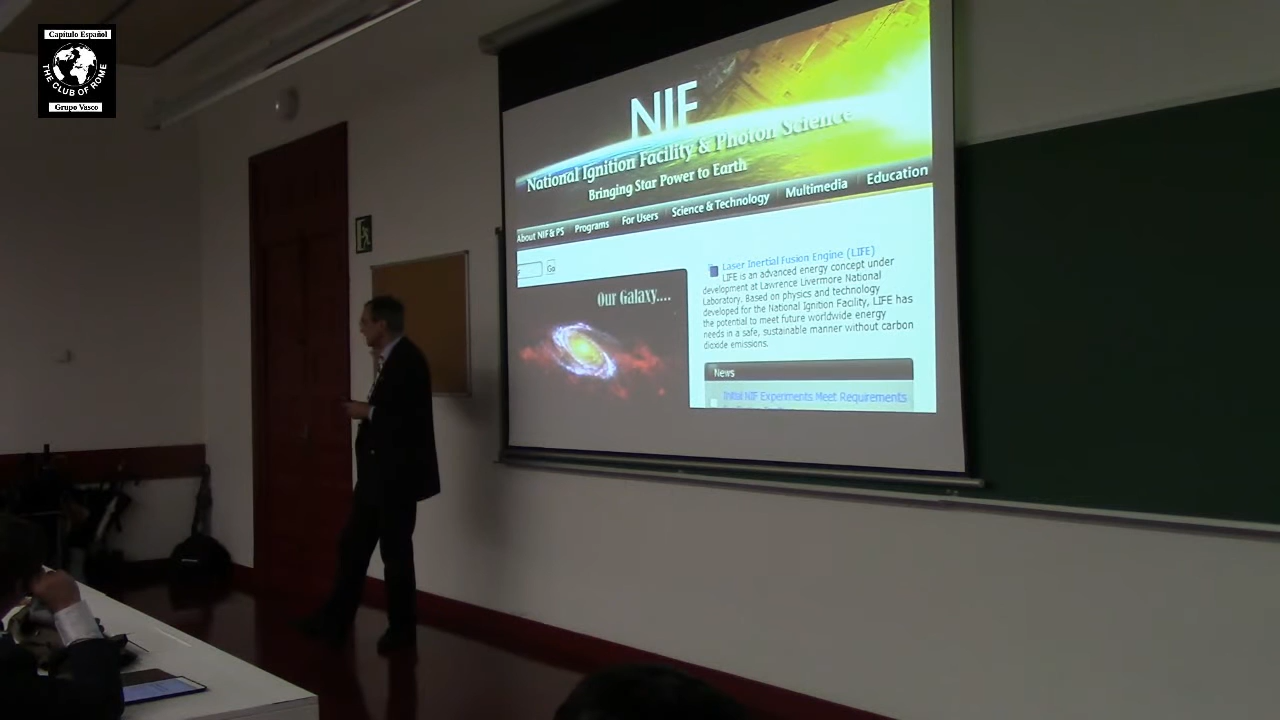 Capítulo Español
THE CLUB OF ROME
Grupo Vasco
NIF
National Ignition Facility & Photon Science
Bringing Star Power to Earth
About NIF & PS Programs For Users Science & Technology Multimedia Education
Go
Our Galaxy....
Laser Inertial Fusion Engine (LIFE)
LIFE is an advanced energy concept under
development at Lawrence Livermore National
Laboratory. Based on physics and technology
developed for the National Ignition Facility, LIFE has
the potential to meet future worldwide energy
needs in a safe, sustainable manner without carbon
dioxide emissions.
News
Initial NIF Experiments Meet Requirements